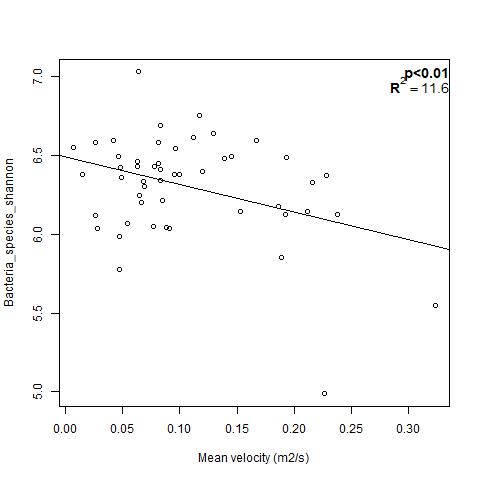 p<0.01
R² = 11.6
7.0
6.5
6.0
5.5
5.0
Bacteria_species_shannon
0.00 0.05 0.10 0.15 0.20 0.25 0.30
Mean velocity (m2/s)